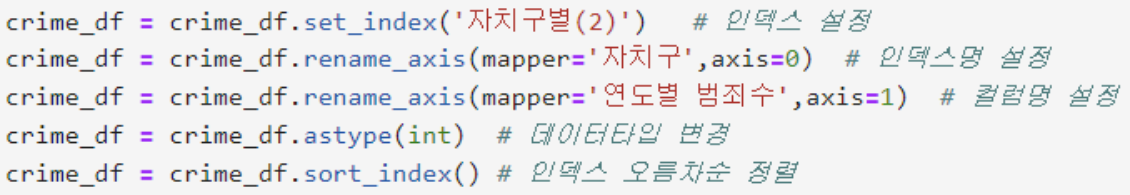 crime_df = crime_df.set_index('자치구별(2)')   # 인덱스 설정
crime_df = crime_df.rename_axis(mapper='자치구',axis=0)  # 인덱스명 설정
crime_df = crime_df.rename_axis(mapper='연도별 범죄수',axis=1)  # 컬럼명 설정
crime_df = crime_df.astype(int)  # 데이터타입 변경
crime_df = crime_df.sort_index() # 인덱스 오름차순 정렬